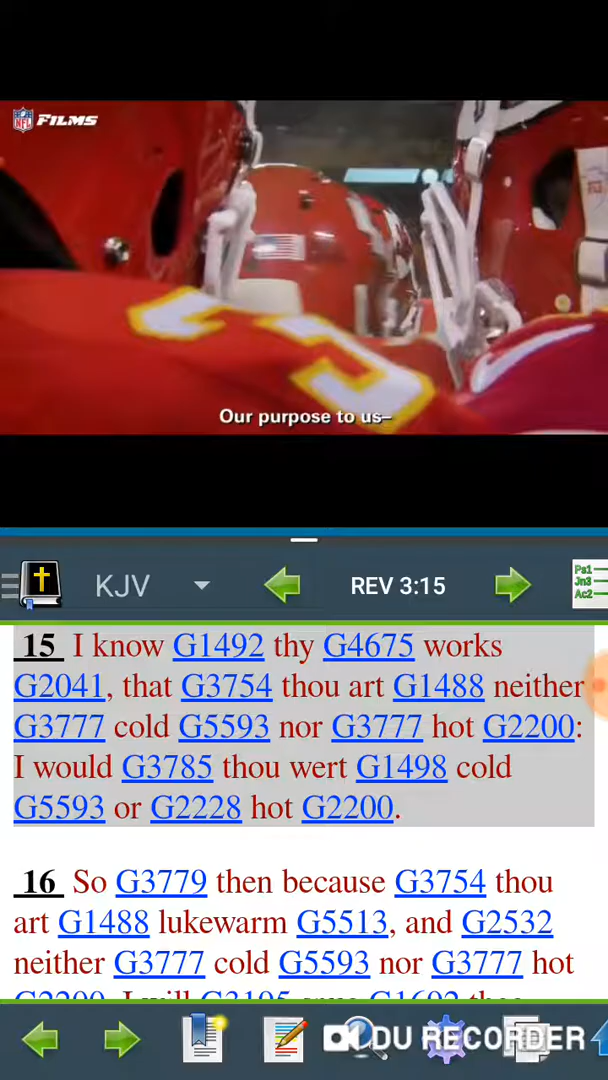 NFL FILMS
Our purpose to us–
KJV
REV 3:15
Ps1
Jn3
Ac2
15 I know G1492 thy G4675 works
G2041, that G3754 thou art G1488 neither
G3777 cold G5593 nor G3777 hot G2200:
I would G3785 thou wert G1498 cold
G5593 or G2228 hot G2200.
16 So G3779 then because G3754 thou
art G1488 lukewarm G5513, and G2532
neither G3777 cold G5593 nor G3777 hot
DU RECORDER